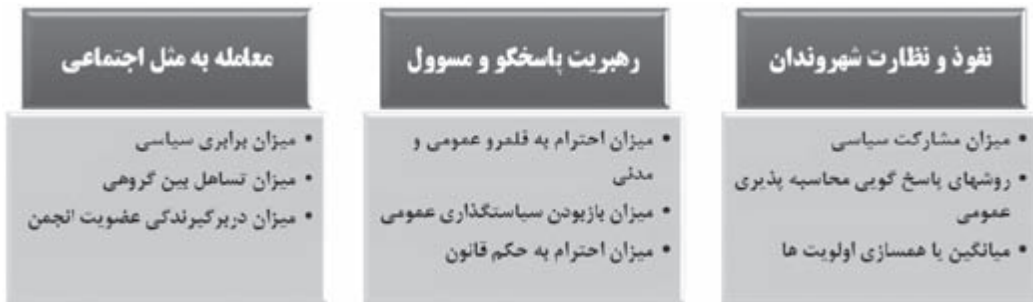 نفوذ و نظارت شهروندان
• میزان مشارکت سیاسی
• روشهای پاسخ گویی محاسبه پذیری
عمومی
• میانگین یا همسازی اولویت ها
رهبریت پاسخگو و مسوول
• میزان احترام به قلمرو عمومی و
مدنی
• میزان بازبودن سیاستگذاری عمومی
• میزان احترام به حکم قانون
معامله به مثل اجتماعی
• میزان برابری سیاسی
• میزان تساهل بین گروهی
• میزان دربرگیرندگی عضویت انجمن